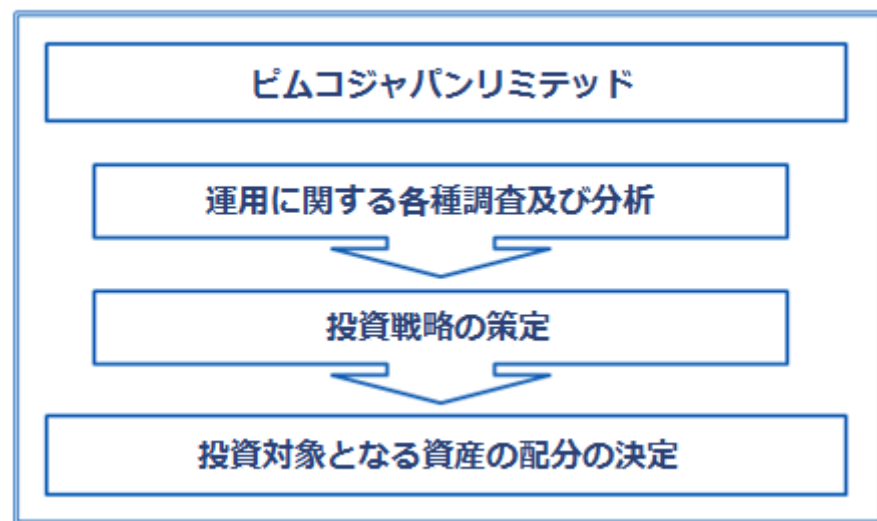 ピムコジャパンリミテッド
運用に関する各種調査及び分析
投資戦略の策定
投資対象となる資産の配分の決定